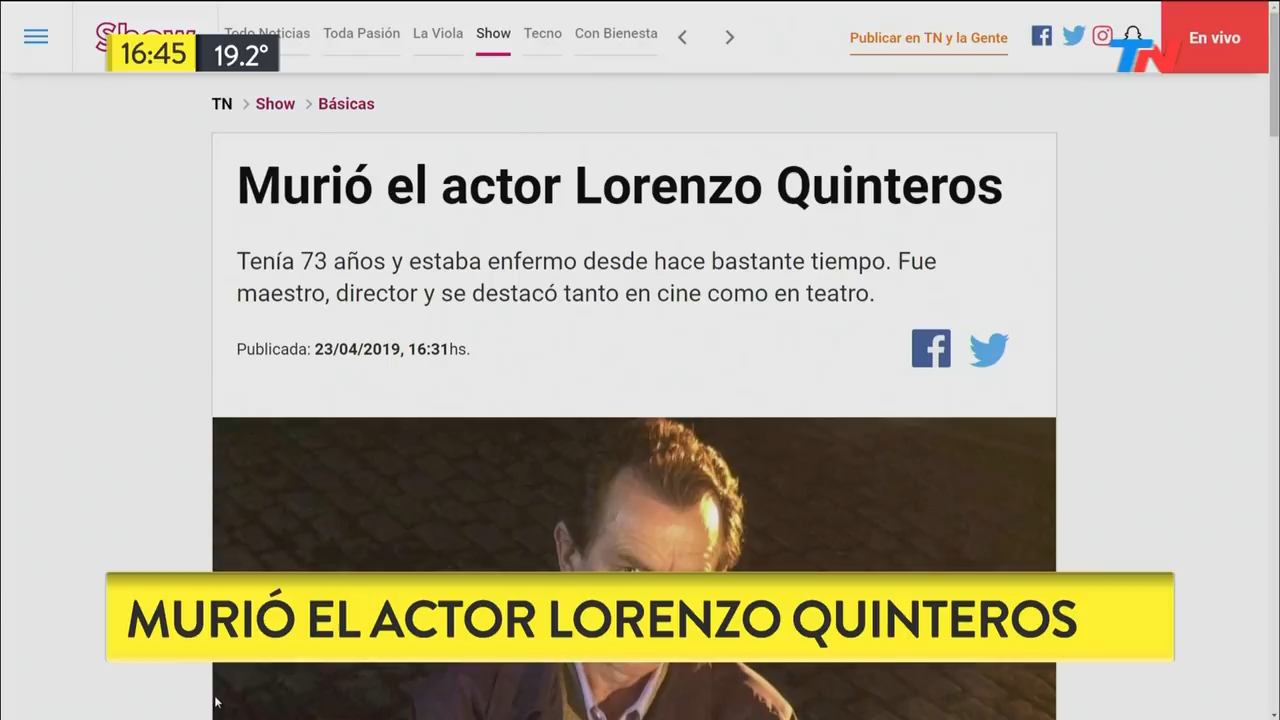 Show
Todo Noticias Toda Pasión La Viola Show Tecno Con Bienesta
Publicar en TN y la Gente
En vivo
16:45 19.2°
TN
TN > Show > Básicas
Murió el actor Lorenzo Quinteros
Tenía 73 años y estaba enfermo desde hace bastante tiempo. Fue
maestro, director y se destacó tanto en cine como en teatro.
Publicada: 23/04/2019, 16:31hs.
MURIÓ EL ACTOR LORENZO QUINTEROS